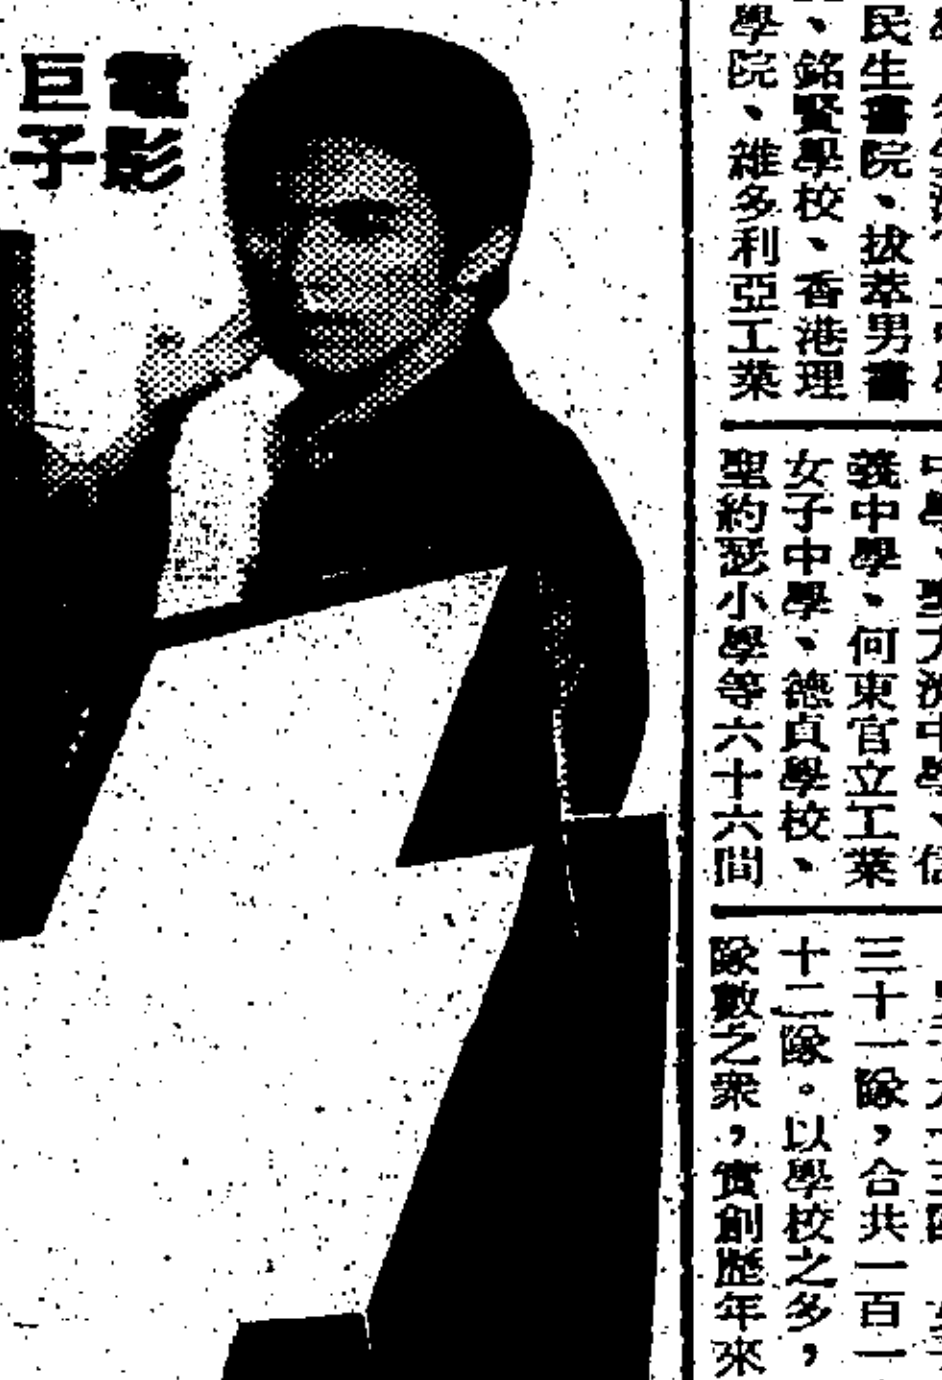 電影
巨子
民生書院、拔萃男書
、銘賢學校、香港理
學院、維多利亞工業
義中學、何東官立工業
女子中學、德貞學校、
聖約瑟小學等六十六間
三十一隊，合共一百一
十二隊。以學校之多，
隊數之衆，實創歷年來